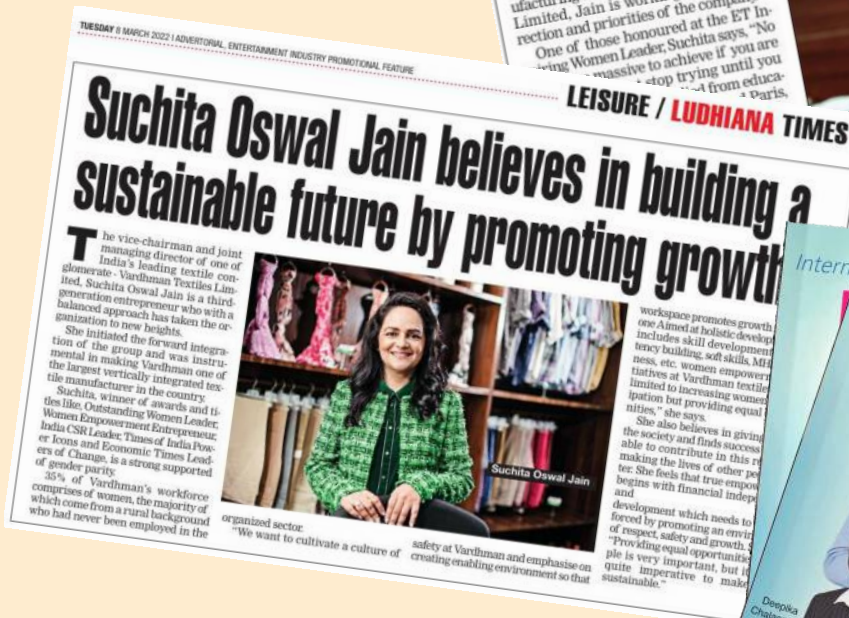 ufacturing
Limited, Jain is
rection and priorities of the company
One of those honoured at the ET In-
Women Leader, Suchita says, "No
massive to achieve if you are
stop trying until you
from educa-
Paris,
TUESDAY 8 MARCH 2022 | ADVERTORIAL, ENTERTAINMENT INDUSTRY PROMOTIONAL FEATURE
LEISURE / LUDHIANA TIMES
Suchita Oswal Jain believes in building a
sustainable future by promoting growth
The vice-chairman and joint
managing director of one of
India's leading textile con-
glomerate - Vardhman Textiles Lim-
ited, Suchita Oswal Jain is a third-
generation entrepreneur who with a
balanced approach has taken the or-
ganization to new heights.
She initiated the forward integra-
tion of the group and was instru-
mental in making Vardhman one of
the largest vertically integrated tex-
tile manufacturer in the country.
Suchita, winner of awards and ti-
tles like, Outstanding Women Leader,
Women Empowerment Entrepreneur,
India CSR Leader, Times of India Pow-
er Icons and Economic Times Lead-
ers of Change, is a strong supported
of gender parity.
35% of Vardhman's workforce
comprises of women, the majority of
which come from a rural background
who had never been employed in the
organized sector.
"We want to cultivate a culture of
safety at Vardhman and emphasise on
creating enabling environment so that
Suchita Oswal Jain
workspace promotes growth
one Aimed at holistic develop
includes skill development
tency building, soft skills, MH
ness, etc. women empower
tiatives at Vardhman textile
limited to increasing women
ipation but providing equal
nities," she says.
She also believes in giving
the society and finds success
able to contribute in this re
making the lives of other pe
ter. She feels that true empow
begins with financial indep
and
development which needs to
forced by promoting an envir
of respect, safety and growth. S
"Providing equal opportunitie
ple is very important, but it
quite imperative to make
sustainable."
Intern
Deepika